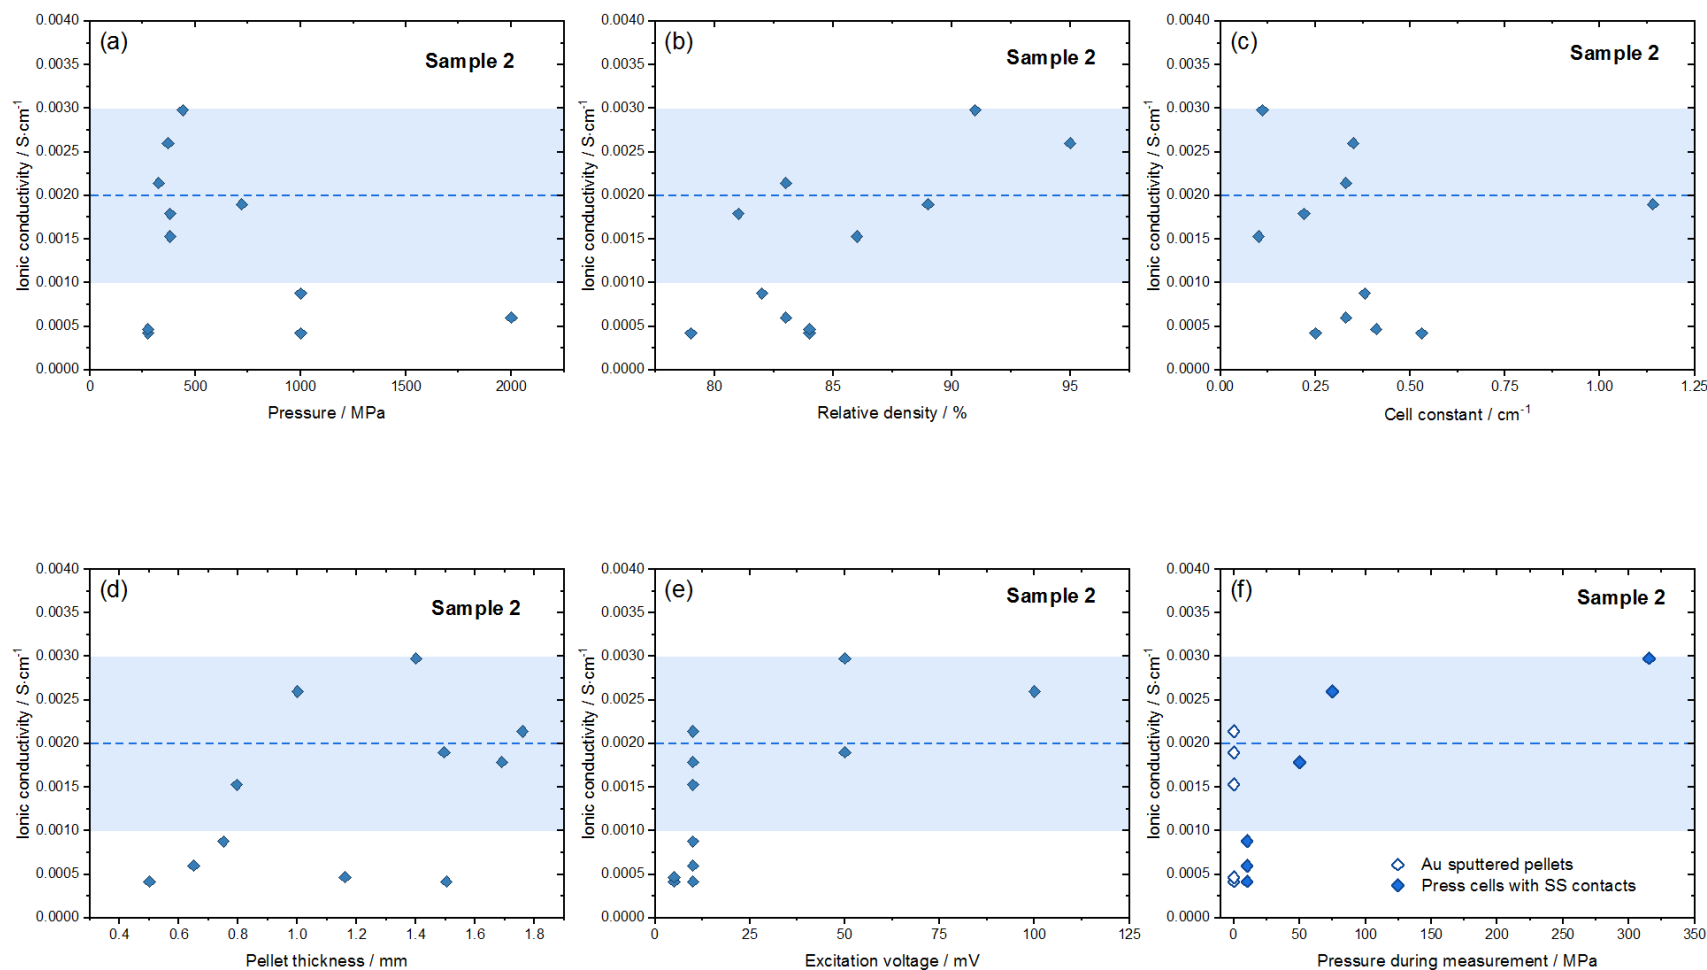 (a)
Sample 2
0.0040
0.0035
0.0030
0.0025
0.0020
0.0015
0.0010
0.0005
0.0000
Ionic conductivity / S·cm⁻¹
0 500 1000 1500 2000
Pressure / MPa
(b)
Sample 2
0.0040
0.0035
0.0030
0.0025
0.0020
0.0015
0.0010
0.0005
0.0000
Ionic conductivity / S·cm⁻¹
80 85 90 95
Relative density / %
(c)
Sample 2
0.0040
0.0035
0.0030
0.0025
0.0020
0.0015
0.0010
0.0005
0.0000
Ionic conductivity / S·cm⁻¹
0.00 0.25 0.50 0.75 1.00 1.25
Cell constant / cm⁻¹
(d)
Sample 2
0.0040
0.0035
0.0030
0.0025
0.0020
0.0015
0.0010
0.0005
0.0000
Ionic conductivity / S·cm⁻¹
0.4 0.6 0.8 1.0 1.2 1.4 1.6 1.8
Pellet thickness / mm
(e)
Sample 2
0.0040
0.0035
0.0030
0.0025
0.0020
0.0015
0.0010
0.0005
0.0000
Ionic conductivity / S·cm⁻¹
0 25 50 75 100 125
Excitation voltage / mV
(f)
Sample 2
0.0040
0.0035
0.0030
0.0025
0.0020
0.0015
0.0010
0.0005
0.0000
Ionic conductivity / S·cm⁻¹
Au sputtered pellets
Press cells with SS contacts
0 50 100 150 200 250 300 350
Pressure during measurement / MPa